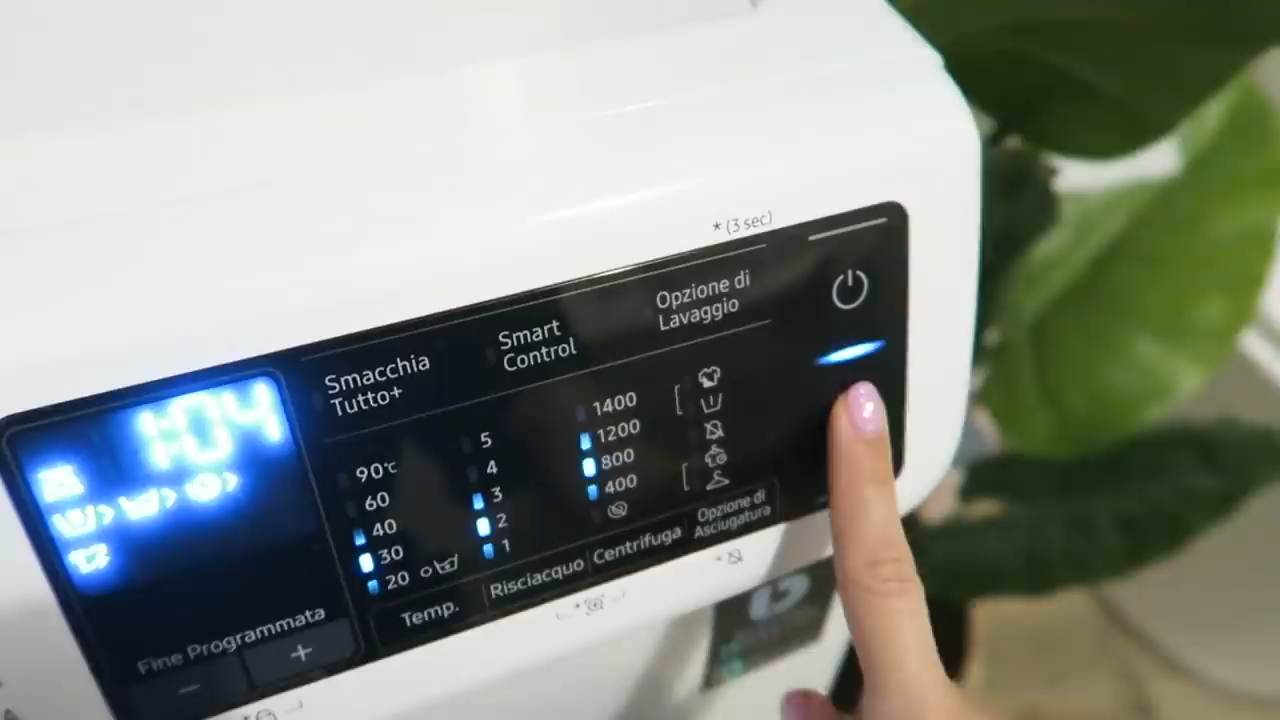 * (3 sec)
Opzione di
Lavaggio
Smart
Control
Smacchia
Tutto+
1:04
90°c
60
40
30
20
5
4
3
2
1
1400
1200
800
400
Temp.
Risciacquo
Centrifuga
Opzione di
Asciugatura
Fine Programmata
- +